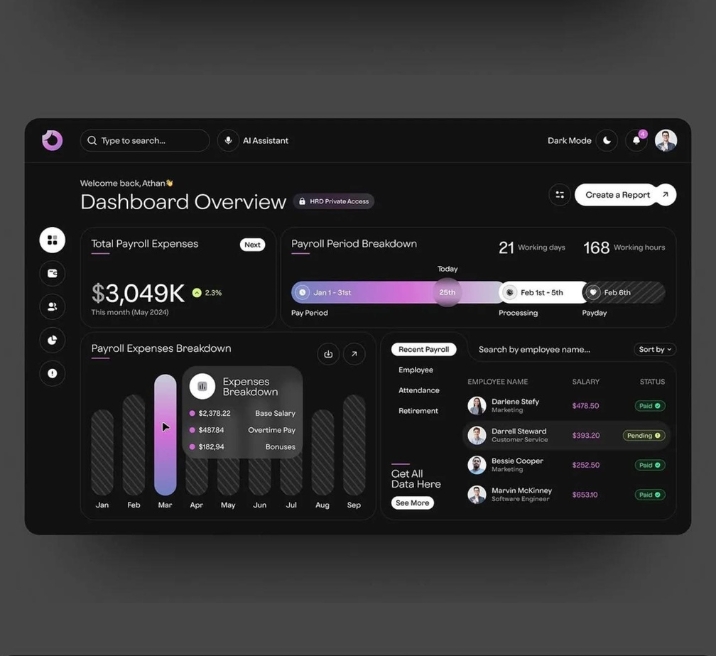 Type to search...
AI Assistant
Dark Mode
4
Welcome back, Athan👋
Dashboard Overview
HRD Private Access
Create a Report
Total Payroll Expenses
Next
$3,049K
2.3%
This month (May 2024)
Payroll Period Breakdown
21 Working days
168 Working hours
Today
Jan 1 - 31st
25th
Feb 1st - 5th
Feb 6th
Pay Period
Processing
Payday
Payroll Expenses Breakdown
Expenses
Breakdown
$2,378.22 Base Salary
$487.84 Overtime Pay
$182,94 Bonuses
Jan Feb Mar Apr May Jun Jul Aug Sep
Recent Payroll
Employee
Attendance
Retirement
Get All
Data Here
See More
Search by employee name...
Sort by
EMPLOYEE NAME SALARY STATUS
Darlene Stefy
Marketing
$478.50
Paid
Darrell Steward
Customer Service
$393.20
Pending
Bessie Cooper
Marketing
$252.50
Paid
Marvin McKinney
Software Engineer
$653.10
Paid